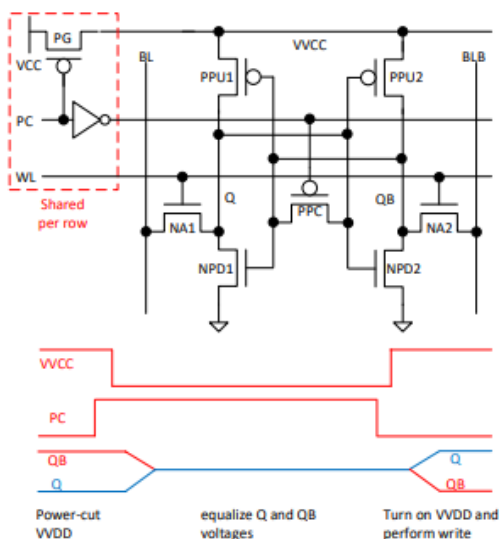 PG
VVCC
VCC
BL
PPU1
PPU2
BLB
PC
WL
Shared
per row
Q
PPC
QB
NA1
NA2
NPD1
NPD2
VVCC
PC
QB
Q
Q
QB
Power-cut
VVDD
equalize Q and QB
voltages
Turn on VVDD and
perform write